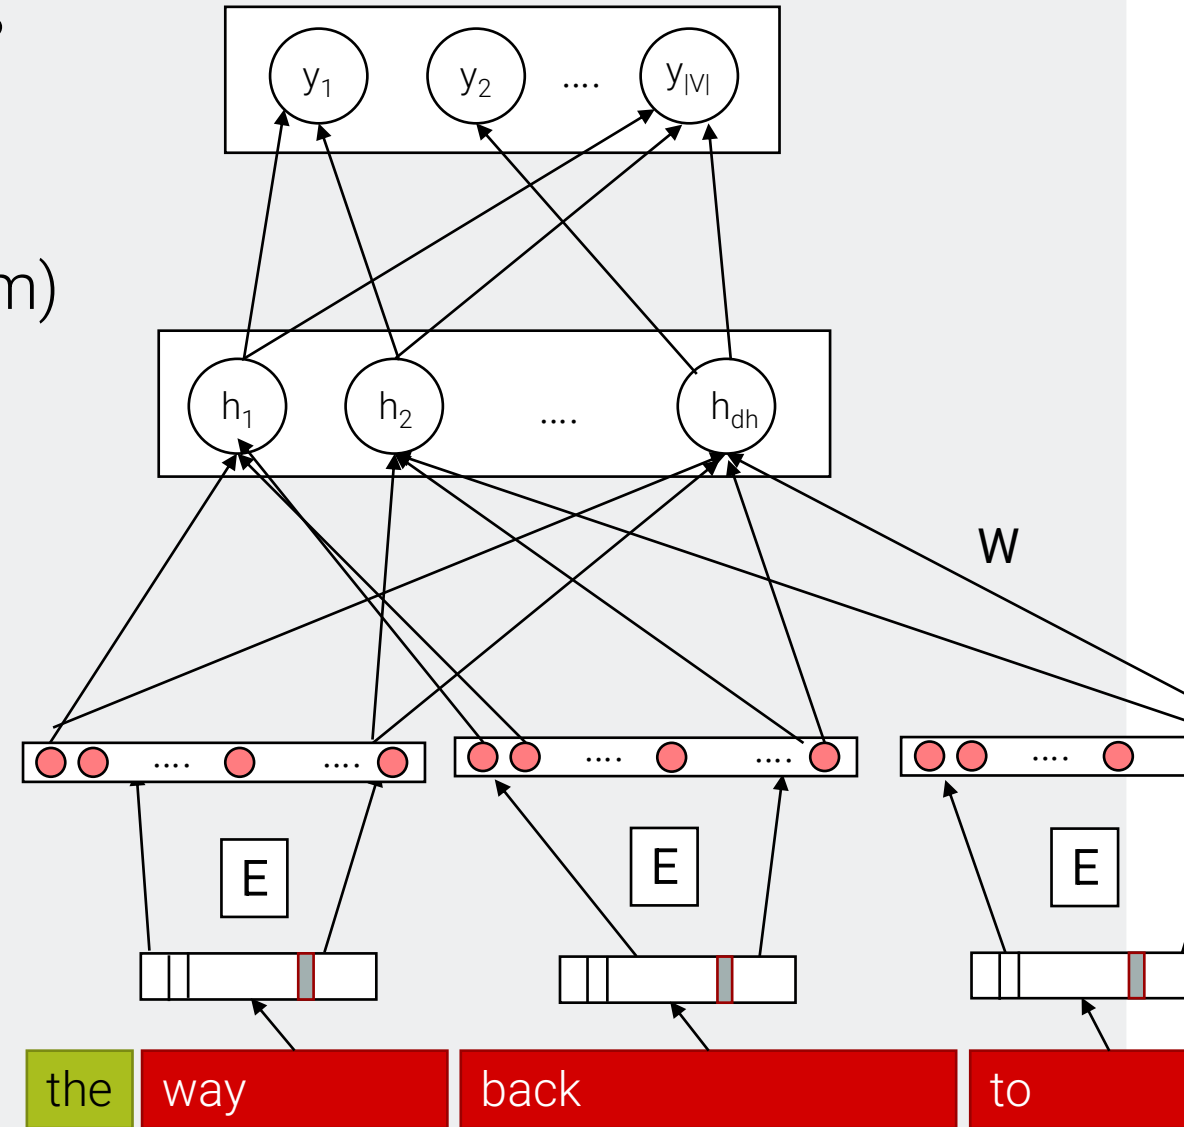 y1 y2 .... y|V|
m)
h1 h2 .... hdh
W
.... .... .... .... ....
E E E
the way back to